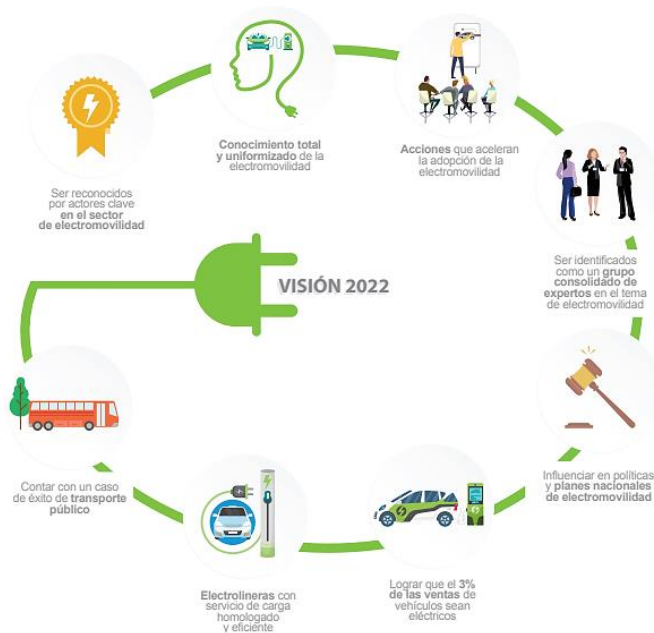 Ser reconocidos
por actores clave
en el sector
de electromovilidad
Conocimiento total
y uniformizado de la
electromovilidad
Acciones que aceleran
la adopción de la
electromovilidad
Ser identificados
como un grupo
consolidado de
expertos en el tema
de electromovilidad
VISIÓN 2022
Influenciar en políticas
y planes nacionales
de electromovilidad
Lograr que el 3%
de las ventas de
vehículos sean
eléctricos
Electrolineras con
servicio de carga
homologado
y eficiente
Contar con un caso
de éxito de transporte
público